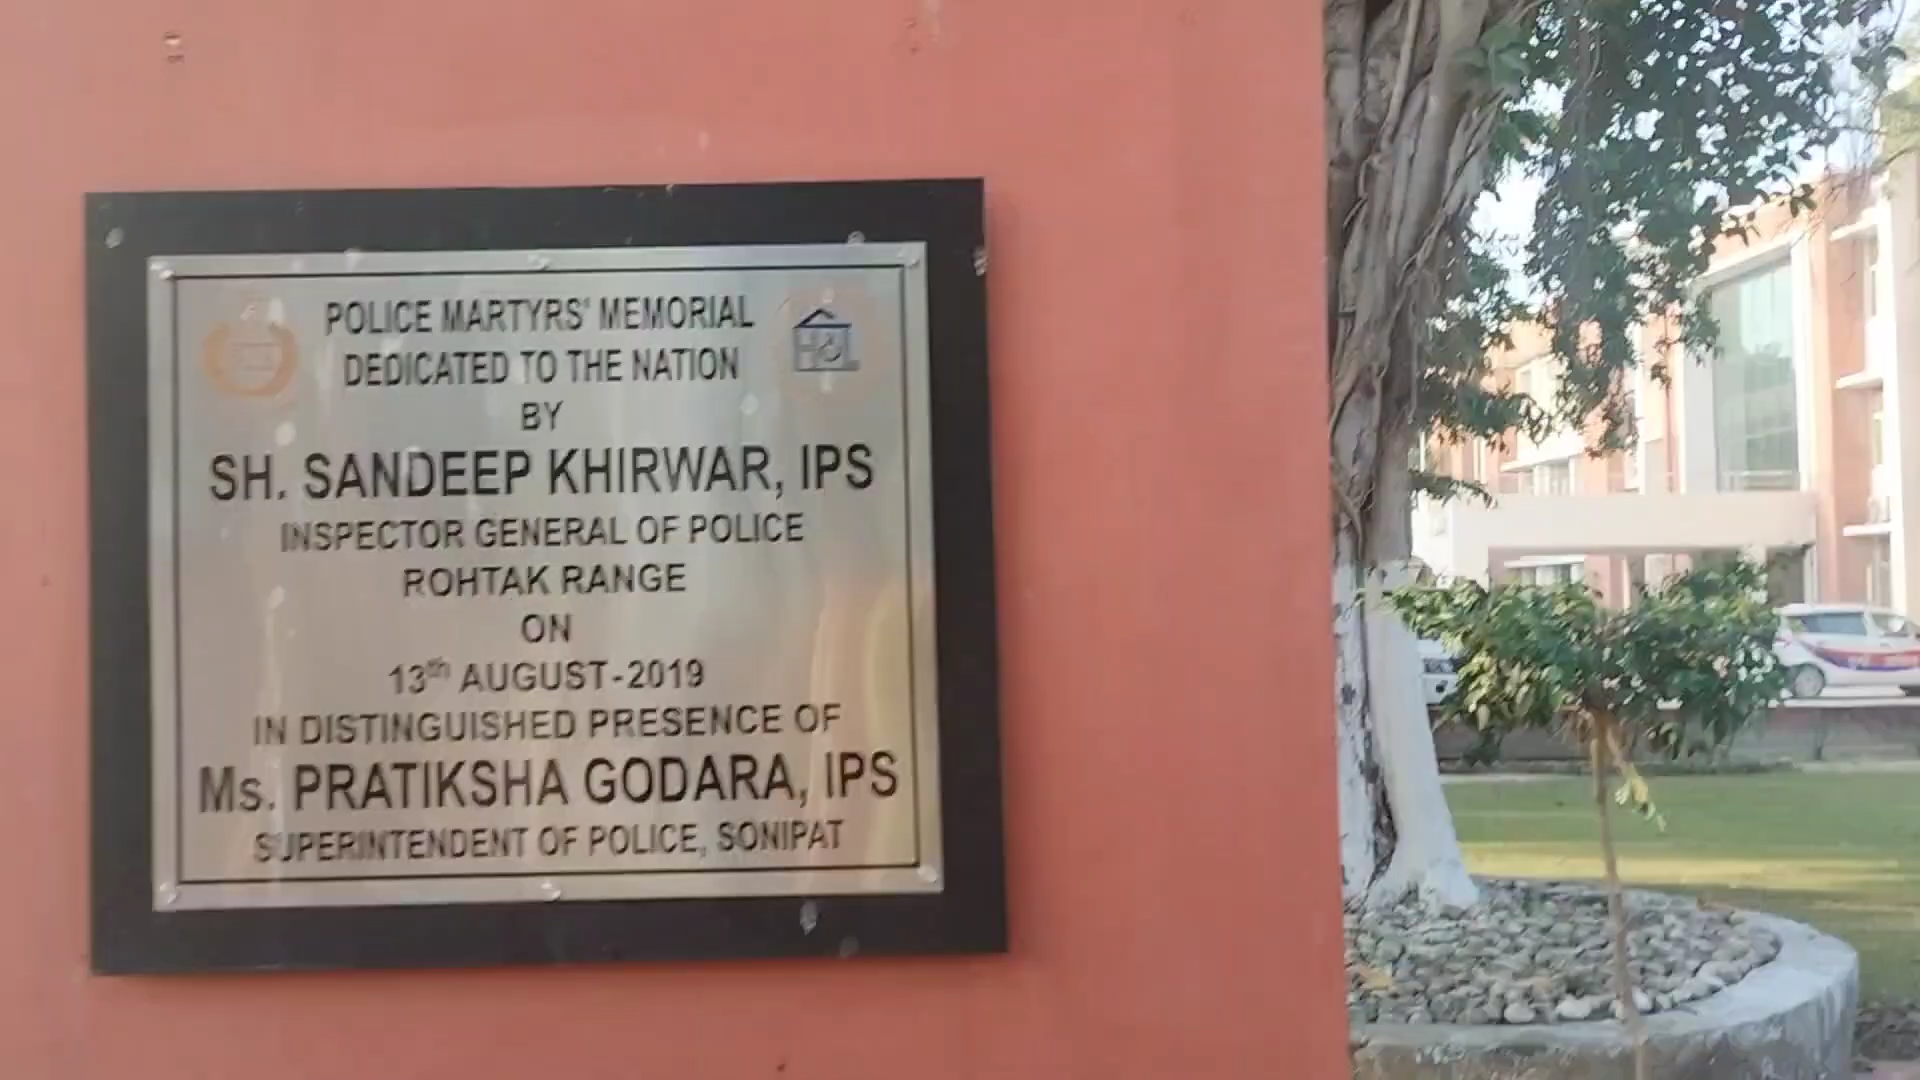 POLICE MARTYRS' MEMORIAL
DEDICATED TO THE NATION
BY
SH. SANDEEP KHIRWAR, IPS
INSPECTOR GENERAL OF POLICE
ROHTAK RANGE
ON
13th AUGUST-2019
IN DISTINGUISHED PRESENCE OF
Ms. PRATIKSHA GODARA, IPS
SUPERINTENDENT OF POLICE, SONIPAT